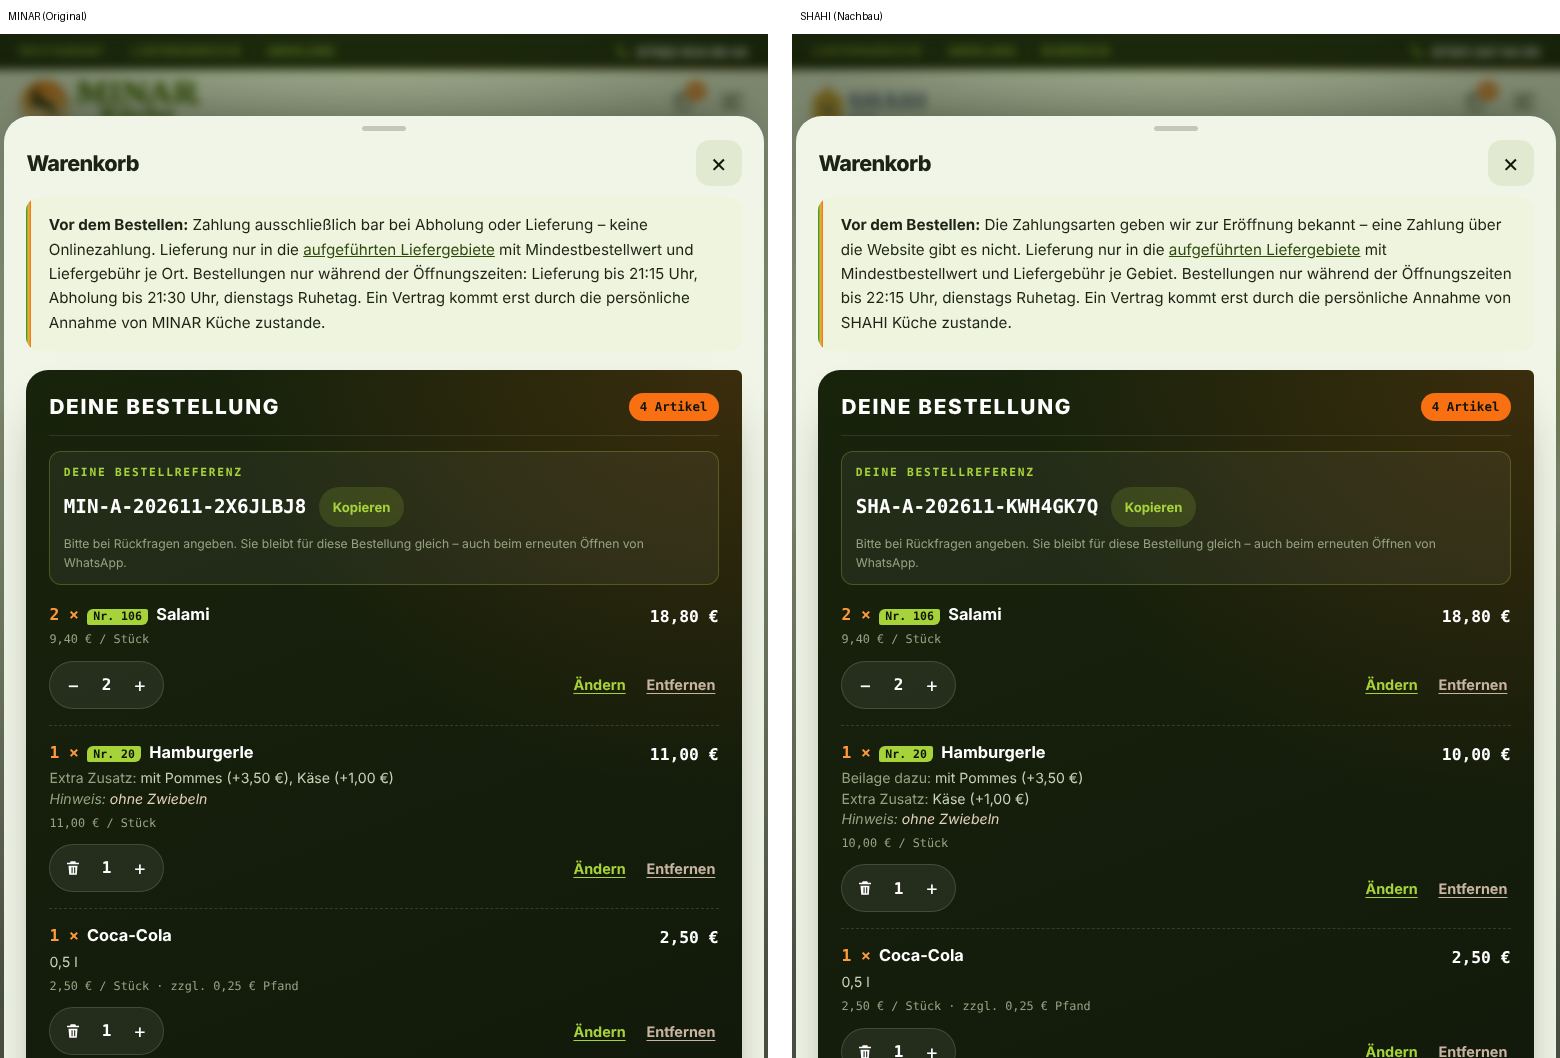 MINAR (Original)
MINAR
Warenkorb
×
Vor dem Bestellen: Zahlung ausschließlich bar bei Abholung oder Lieferung – keine
Onlinezahlung. Lieferung nur in die aufgeführten Liefergebiete mit Mindestbestellwert und
Liefergebühr je Ort. Bestellungen nur während der Öffnungszeiten: Lieferung bis 21:15 Uhr,
Abholung bis 21:30 Uhr, dienstags Ruhetag. Ein Vertrag kommt erst durch die persönliche
Annahme von MINAR Küche zustande.
DEINE BESTELLUNG
4 Artikel
DEINE BESTELLREFERENZ
MIN-A-202611-2X6JLBJ8 Kopieren
Bitte bei Rückfragen angeben. Sie bleibt für diese Bestellung gleich – auch beim erneuten Öffnen von
WhatsApp.
2 × Nr. 106 Salami 18,80 €
9,40 € / Stück
− 2 + Ändern Entfernen
1 × Nr. 20 Hamburgerle 11,00 €
Extra Zusatz: mit Pommes (+3,50 €), Käse (+1,00 €)
Hinweis: ohne Zwiebeln
11,00 € / Stück
1 + Ändern Entfernen
1 × Coca-Cola 2,50 €
0,5 l
2,50 € / Stück · zzgl. 0,25 € Pfand
1 + Ändern Entfernen
SHAHI (Nachbau)
Warenkorb
×
Vor dem Bestellen: Die Zahlungsarten geben wir zur Eröffnung bekannt – eine Zahlung über
die Website gibt es nicht. Lieferung nur in die aufgeführten Liefergebiete mit
Mindestbestellwert und Liefergebühr je Gebiet. Bestellungen nur während der Öffnungszeiten
bis 22:15 Uhr, dienstags Ruhetag. Ein Vertrag kommt erst durch die persönliche Annahme von
SHAHI Küche zustande.
DEINE BESTELLUNG
4 Artikel
DEINE BESTELLREFERENZ
SHA-A-202611-KWH4GK7Q Kopieren
Bitte bei Rückfragen angeben. Sie bleibt für diese Bestellung gleich – auch beim erneuten Öffnen von
WhatsApp.
2 × Nr. 106 Salami 18,80 €
9,40 € / Stück
− 2 + Ändern Entfernen
1 × Nr. 20 Hamburgerle 10,00 €
Beilage dazu: mit Pommes (+3,50 €)
Extra Zusatz: Käse (+1,00 €)
Hinweis: ohne Zwiebeln
10,00 € / Stück
1 + Ändern Entfernen
1 × Coca-Cola 2,50 €
0,5 l
2,50 € / Stück · zzgl. 0,25 € Pfand
1 + Ändern Entfernen